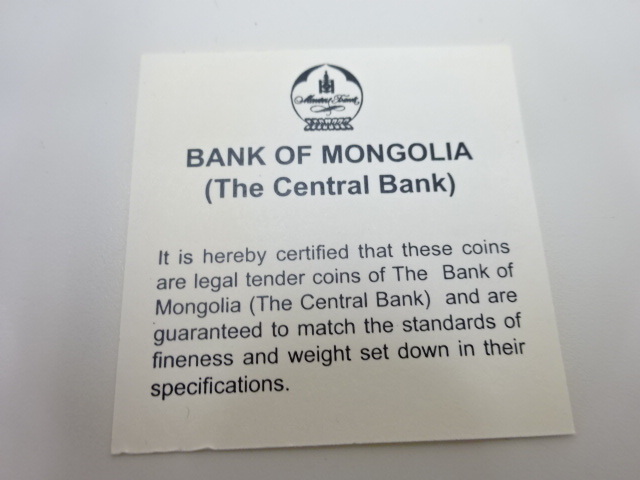 BANK OF MONGOLIA
(The Central Bank)
It is hereby certified that these coins
are legal tender coins of The Bank of
Mongolia (The Central Bank) and are
guaranteed to match the standards of
fineness and weight set down in their
specifications.